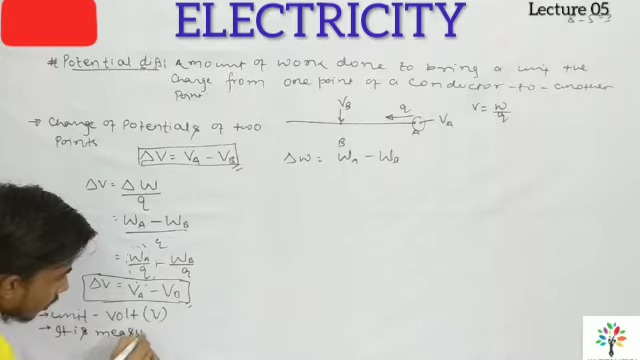 ELECTRICITY
Lecture 05
# Potential diff: Amount of work done to bring a unit +ve
Charge from one point of a conductor to another
Point
→ Change of Potentials of two
Points
ΔV = VA - VB
VB
q
VA
A
B
V = W/q
ΔW = WA - WB
ΔV = ΔW/q
= WA - WB/q
= WA/q - WB/q
ΔV = VA - VB
→ unit - volt (V)
→ It is measu